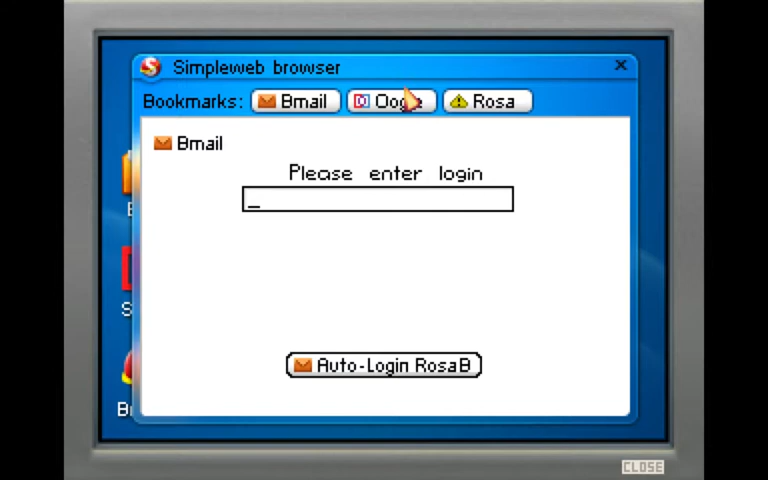 Simpleweb browser
Bookmarks: Bmail Rosa
Bmail
Please enter login
Auto-Login RosaB
CLOSE